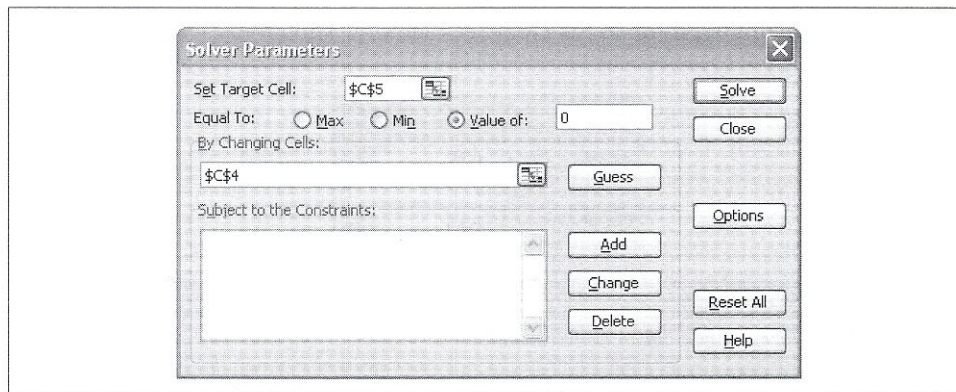 Solver Parameters
Set Target Cell: $C$5
Solve
Equal To: Max Min Value of: 0
Close
By Changing Cells:
$C$4
Guess
Subject to the Constraints:
Options
Add
Change
Reset All
Delete
Help